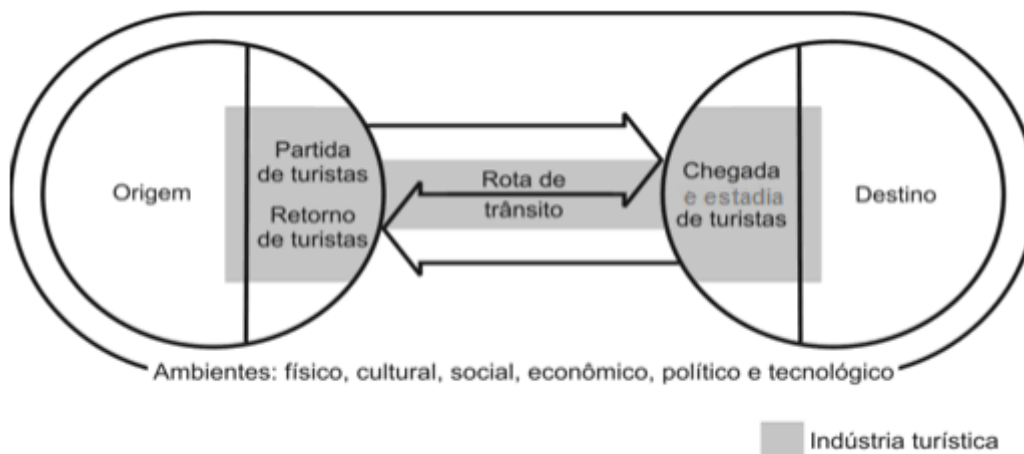 Origem
Partida
de turistas
Retorno
de turistas
Rota de
trânsito
Chegada
e estadia
de turistas
Destino
Ambientes: físico, cultural, social, econômico, político e tecnológico
Indústria turística